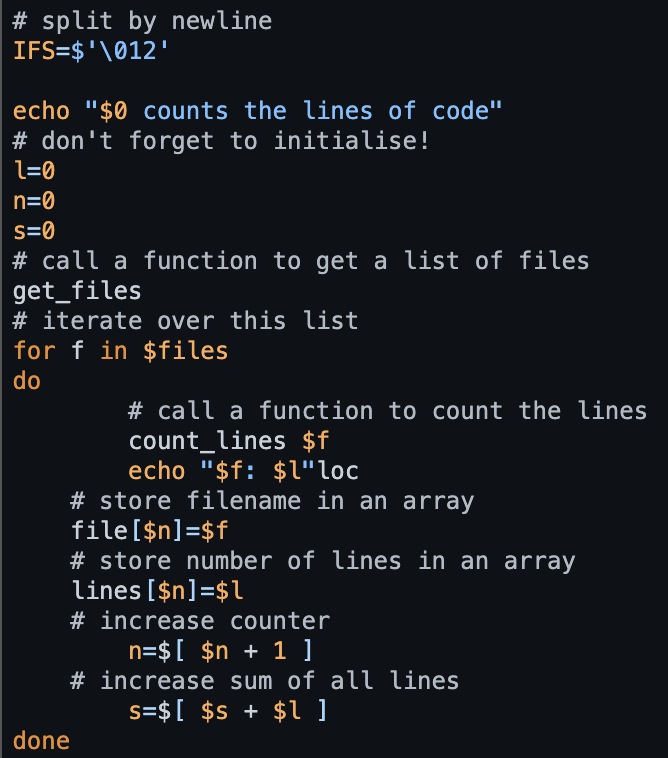 # split by newline
IFS=$'\012'

echo "$0 counts the lines of code"
# don't forget to initialise!
l=0
n=0
s=0
# call a function to get a list of files
get_files
# iterate over this list
for f in $files
do
        # call a function to count the lines
        count_lines $f
        echo "$f: $l"loc
    # store filename in an array
    file[$n]=$f
    # store number of lines in an array
    lines[$n]=$l
    # increase counter
        n=$[ $n + 1 ]
    # increase sum of all lines
        s=$[ $s + $l ]
done